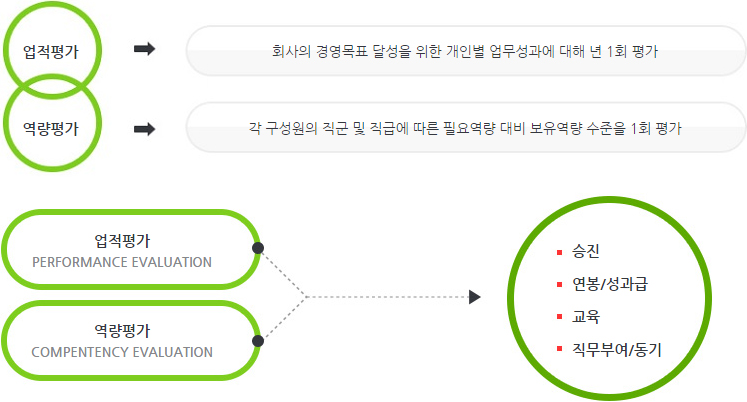 업적평가
회사의 경영목표 달성을 위한 개인별 업무성과에 대해 년 1회 평가
역량평가
각 구성원의 직군 및 직급에 따른 필요역량 대비 보유역량 수준을 1회 평가
업적평가
PERFORMANCE EVALUATION
역량평가
COMPENTENCY EVALUATION
승진
연봉/성과급
교육
직무부여/동기